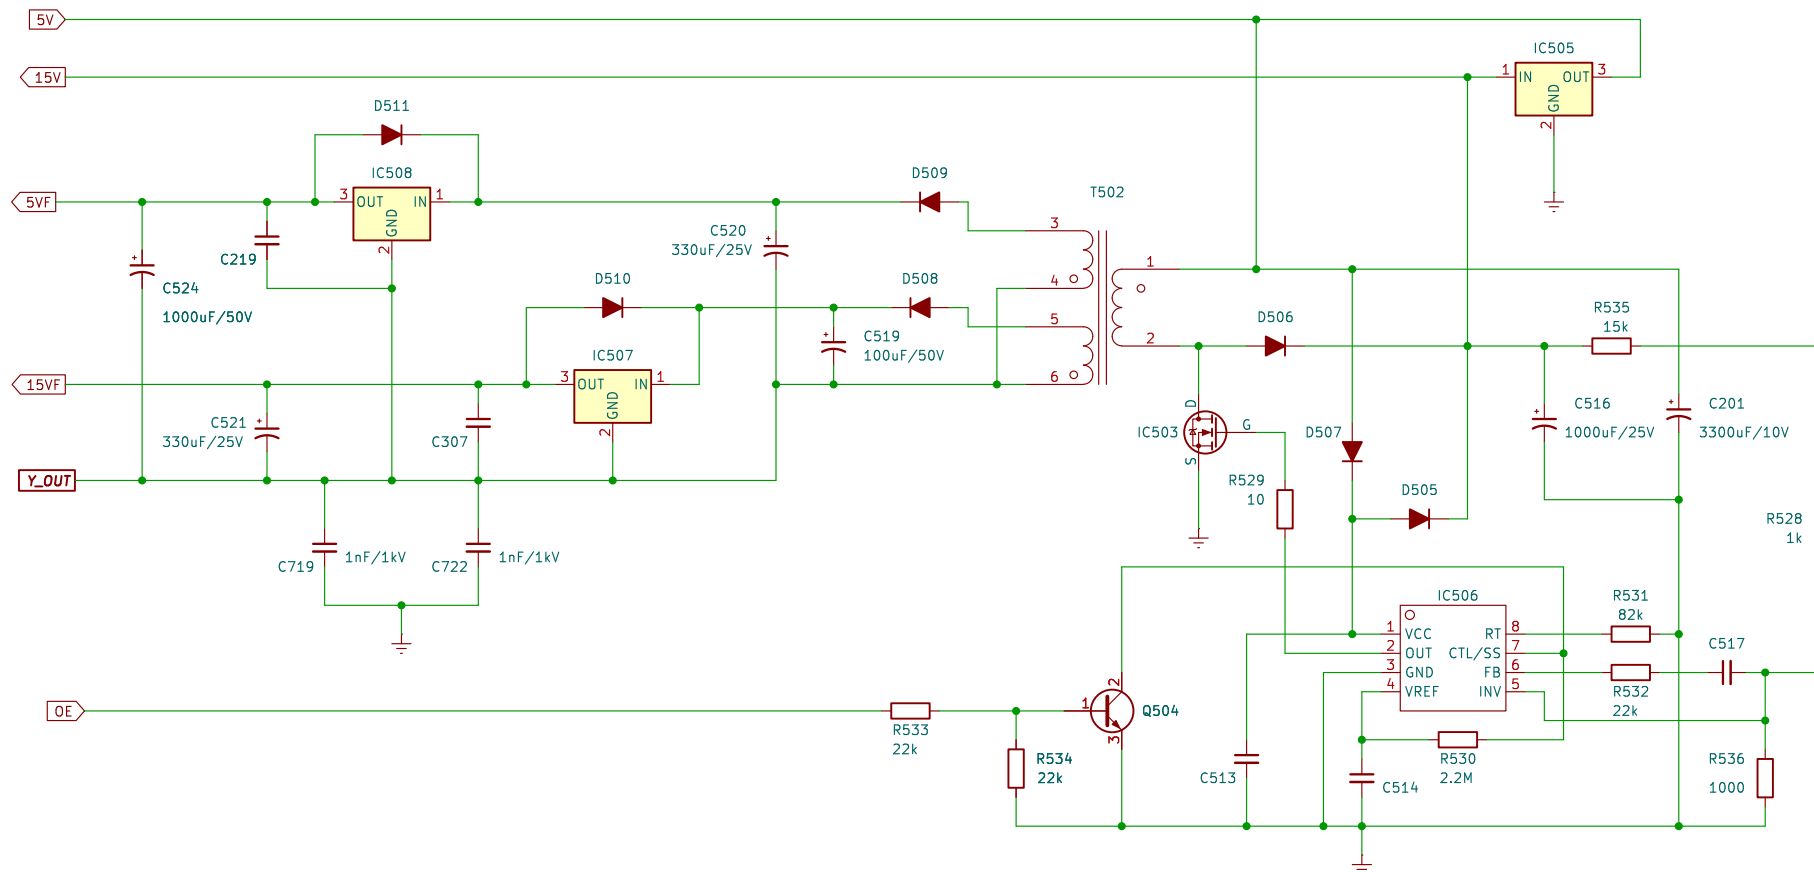 5V
15V
IC505
1
IN
OUT
3
GND
2
D511
IC508
5VF
3
OUT
IN
1
GND
2
D509
T502
C520
330uF/25V
C219
C524
1000uF/50V
D510
D508
3
4
5
6
1
2
C519
100uF/50V
D506
R535
15k
IC507
15VF
3
OUT
IN
1
GND
2
C521
330uF/25V
C307
IC503
D
G
S
D507
C516
1000uF/25V
C201
3300uF/10V
Y_OUT
R529
10
D505
R528
1k
C719
1nF/1kV
C722
1nF/1kV
IC506
1
VCC
RT
8
2
OUT
CTL/SS
7
3
GND
FB
6
4
VREF
INV
5
R531
82k
R532
22k
C517
OE
R533
22k
1
2
3
Q504
R534
22k
C513
C514
R530
2.2M
R536
1000